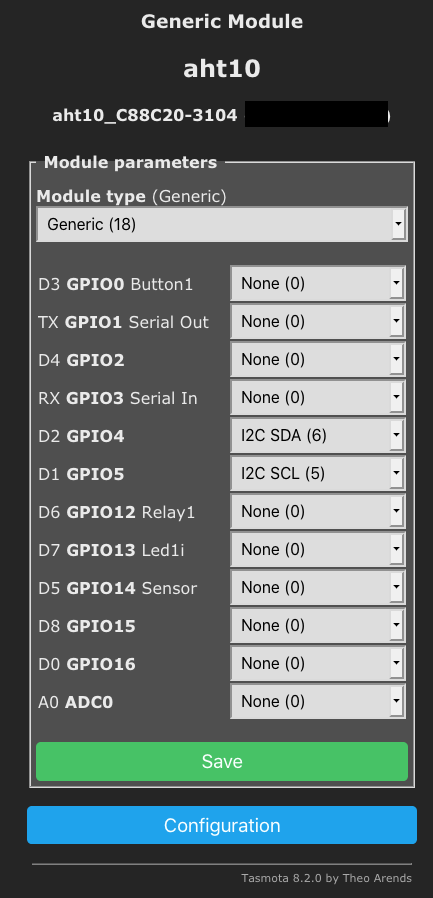 Generic Module
aht10
aht10_C88C20-3104 )
Module parameters
Module type (Generic)
Generic (18)
D3 GPIO0 Button1 None (0)
TX GPIO1 Serial Out None (0)
D4 GPIO2 None (0)
RX GPIO3 Serial In None (0)
D2 GPIO4 I2C SDA (6)
D1 GPIO5 I2C SCL (5)
D6 GPIO12 Relay1 None (0)
D7 GPIO13 Led1i None (0)
D5 GPIO14 Sensor None (0)
D8 GPIO15 None (0)
D0 GPIO16 None (0)
A0 ADC0 None (0)
Save
Configuration
Tasmota 8.2.0 by Theo Arends